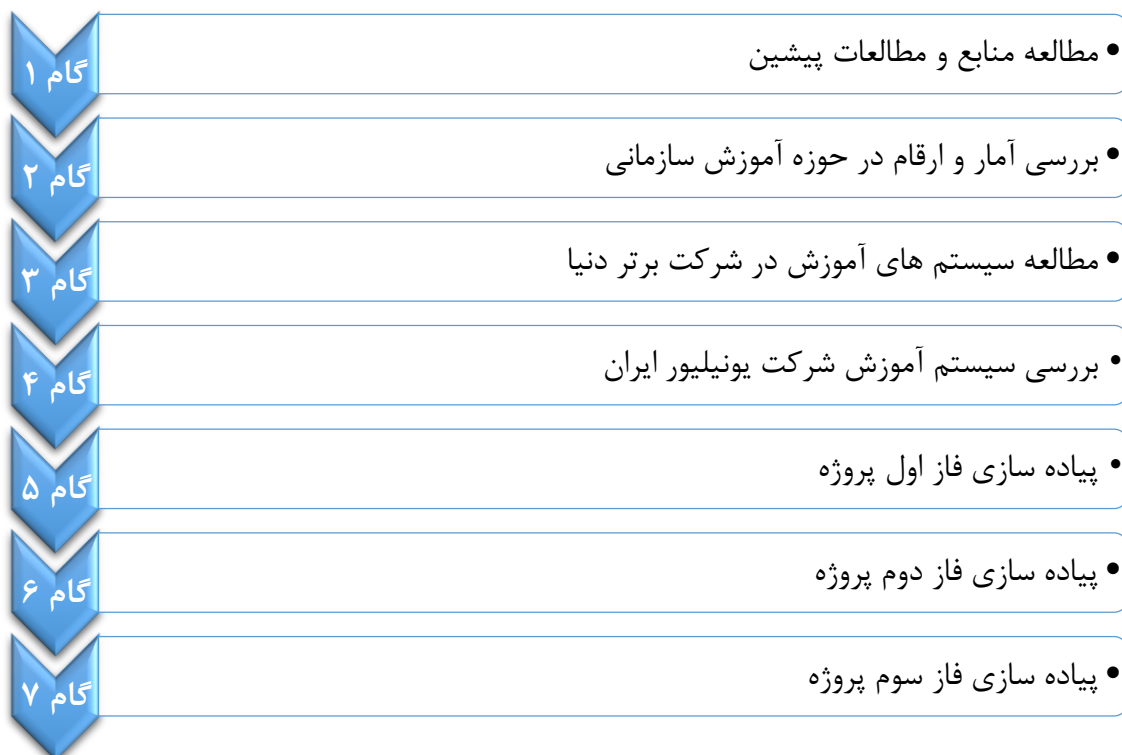 گام ۱
• مطالعه منابع و مطالعات پیشین
گام ۲
• بررسی آمار و ارقام در حوزه آموزش سازمانی
گام ۳
• مطالعه سیستم های آموزش در شرکت برتر دنیا
گام ۴
• بررسی سیستم آموزش شرکت یونیلیور ایران
گام ۵
• پیاده سازی فاز اول پروژه
گام ۶
• پیاده سازی فاز دوم پروژه
گام ۷
• پیاده سازی فاز سوم پروژه